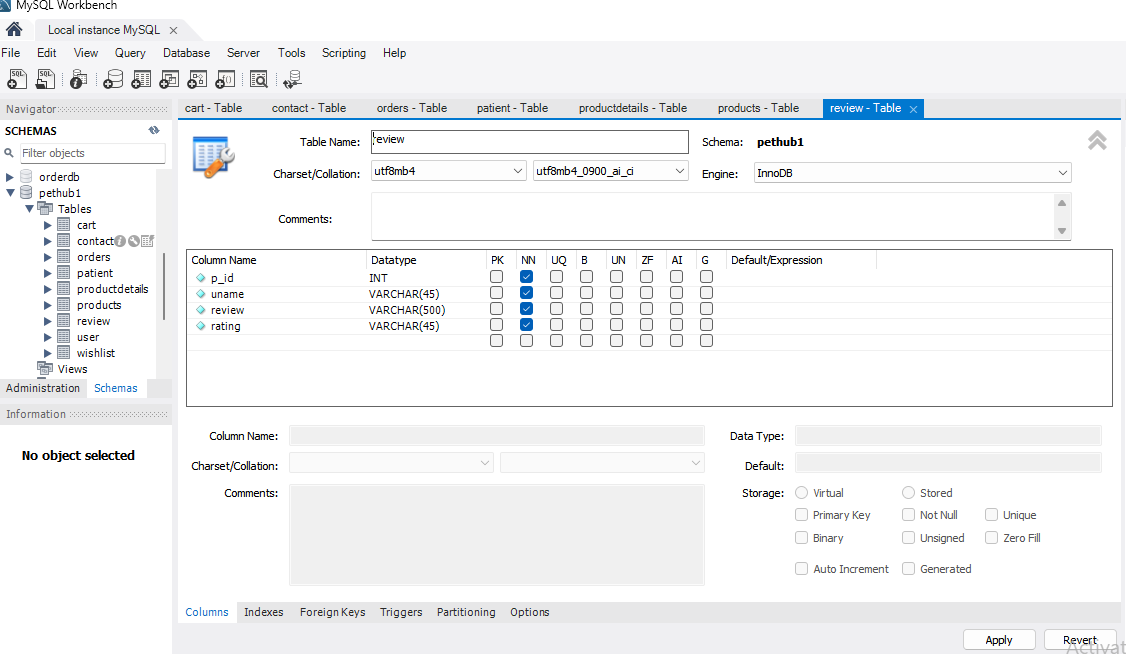 MySQL Workbench
Local instance MySQL
File Edit View Query Database Server Tools Scripting Help
Navigator
SCHEMAS
Filter objects
orderdb
pethub1
Tables
cart
contact
orders
patient
productdetails
products
review
user
wishlist
Views
Administration Schemas
Information
No object selected
cart - Table contact - Table orders - Table patient - Table productdetails - Table products - Table review - Table
Table Name: review Schema: pethub1
Charset/Collation: utf8mb4 utf8mb4_0900_ai_ci Engine: InnoDB
Comments:
Column Name Datatype PK NN UQ B UN ZF AI G Default/Expression
p_id INT
uname VARCHAR(45)
review VARCHAR(500)
rating VARCHAR(45)
Column Name: Data Type:
Charset/Collation: Default:
Comments: Storage: Virtual Stored
Primary Key Not Null Unique
Binary Unsigned Zero Fill
Auto Increment Generated
Columns Indexes Foreign Keys Triggers Partitioning Options
Apply Revert
Activat